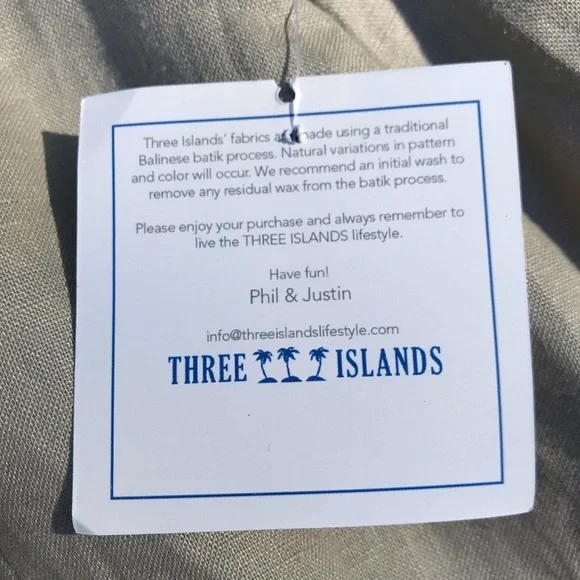 Three Islands' fabrics a made using a traditional
Balinese batik process. Natural variations in pattern
and color will occur. We recommend an initial wash to
remove any residual wax from the batik process.
Please enjoy your purchase and always remember to
live the THREE ISLANDS lifestyle.
Have fun!
Phil & Justin
info@threeislandslifestyle.com
THREE ISLANDS